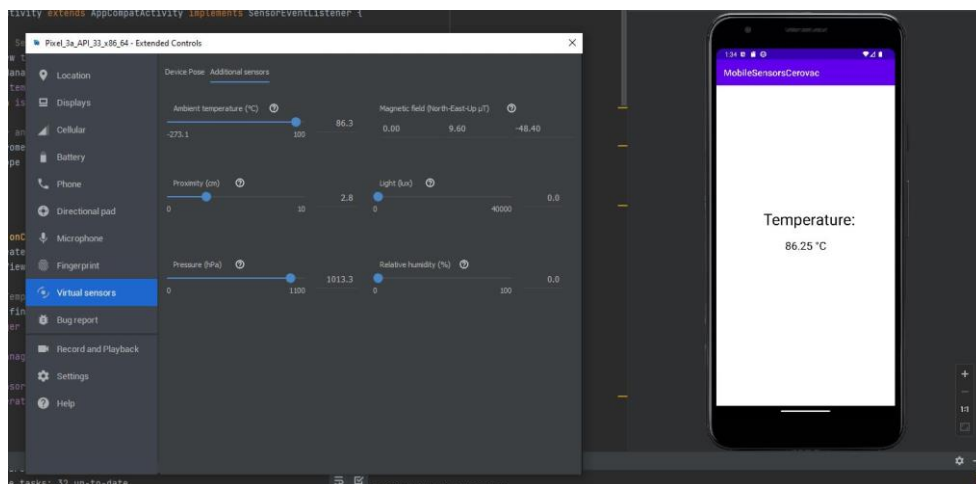 tivity extends AppCompatActivity implements SensorEventListener {
Pixel_3a_API_33_x86_64 - Extended Controls
Location
Displays
Cellular
Battery
Phone
Directional pad
Microphone
Fingerprint
Virtual sensors
Bug report
Record and Playback
Settings
Help
Device Pose Additional sensors
Ambient temperature (°C)
86.3
-273.1 100
Magnetic field (North-East-Up µT)
0.00 9.60 -48.40
Proximity (cm)
2.8
0 10
Light (lux)
0.0
0 40000
Pressure (hPa)
1013.3
0 1100
Relative humidity (%)
0.0
0 100
1:34
MobileSensorsCerovac
Temperature:
86.25 °C
1:1
e tasks: 32 up-to-date